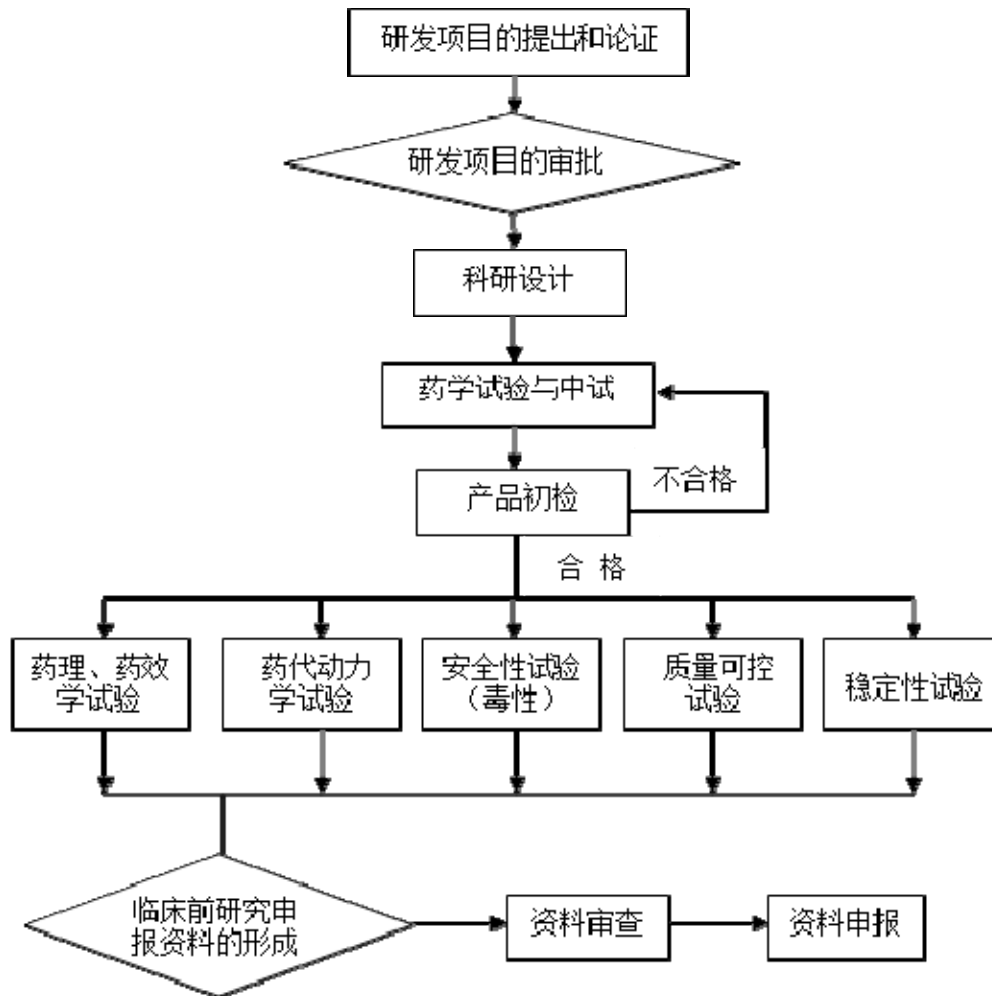 研发项目的提出和论证
研发项目的审批
科研设计
药学试验与中试
产品初检
不合格
合 格
药理、药效
学试验
药代动力
学试验
安全性试验
（毒性）
质量可控
试验
稳定性试验
临床前研究申
报资料的形成
资料审查
资料申报